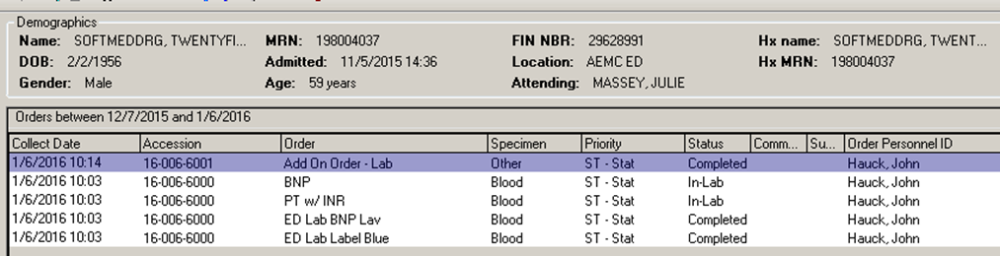 Demographics
Name: SOFTMEDDRG, TWENTYFI... MRN: 198004037 FIN NBR: 29628991 Hx name: SOFTMEDDRG, TWENT...
DOB: 2/2/1956 Admitted: 11/5/2015 14:36 Location: AEMC ED Hx MRN: 198004037
Gender: Male Age: 59 years Attending: MASSEY, JULIE
Orders between 12/7/2015 and 1/6/2016
Collect Date Accession Order Specimen Priority Status Comm... Su... Order Personnel ID
1/6/2016 10:14 16-006-6001 Add On Order - Lab Other ST - Stat Completed Hauck, John
1/6/2016 10:03 16-006-6000 BNP Blood ST - Stat In-Lab Hauck, John
1/6/2016 10:03 16-006-6000 PT w/ INR Blood ST - Stat In-Lab Hauck, John
1/6/2016 10:03 16-006-6000 ED Lab BNP Lav Blood ST - Stat Completed Hauck, John
1/6/2016 10:03 16-006-6000 ED Lab Label Blue Blood ST - Stat Completed Hauck, John